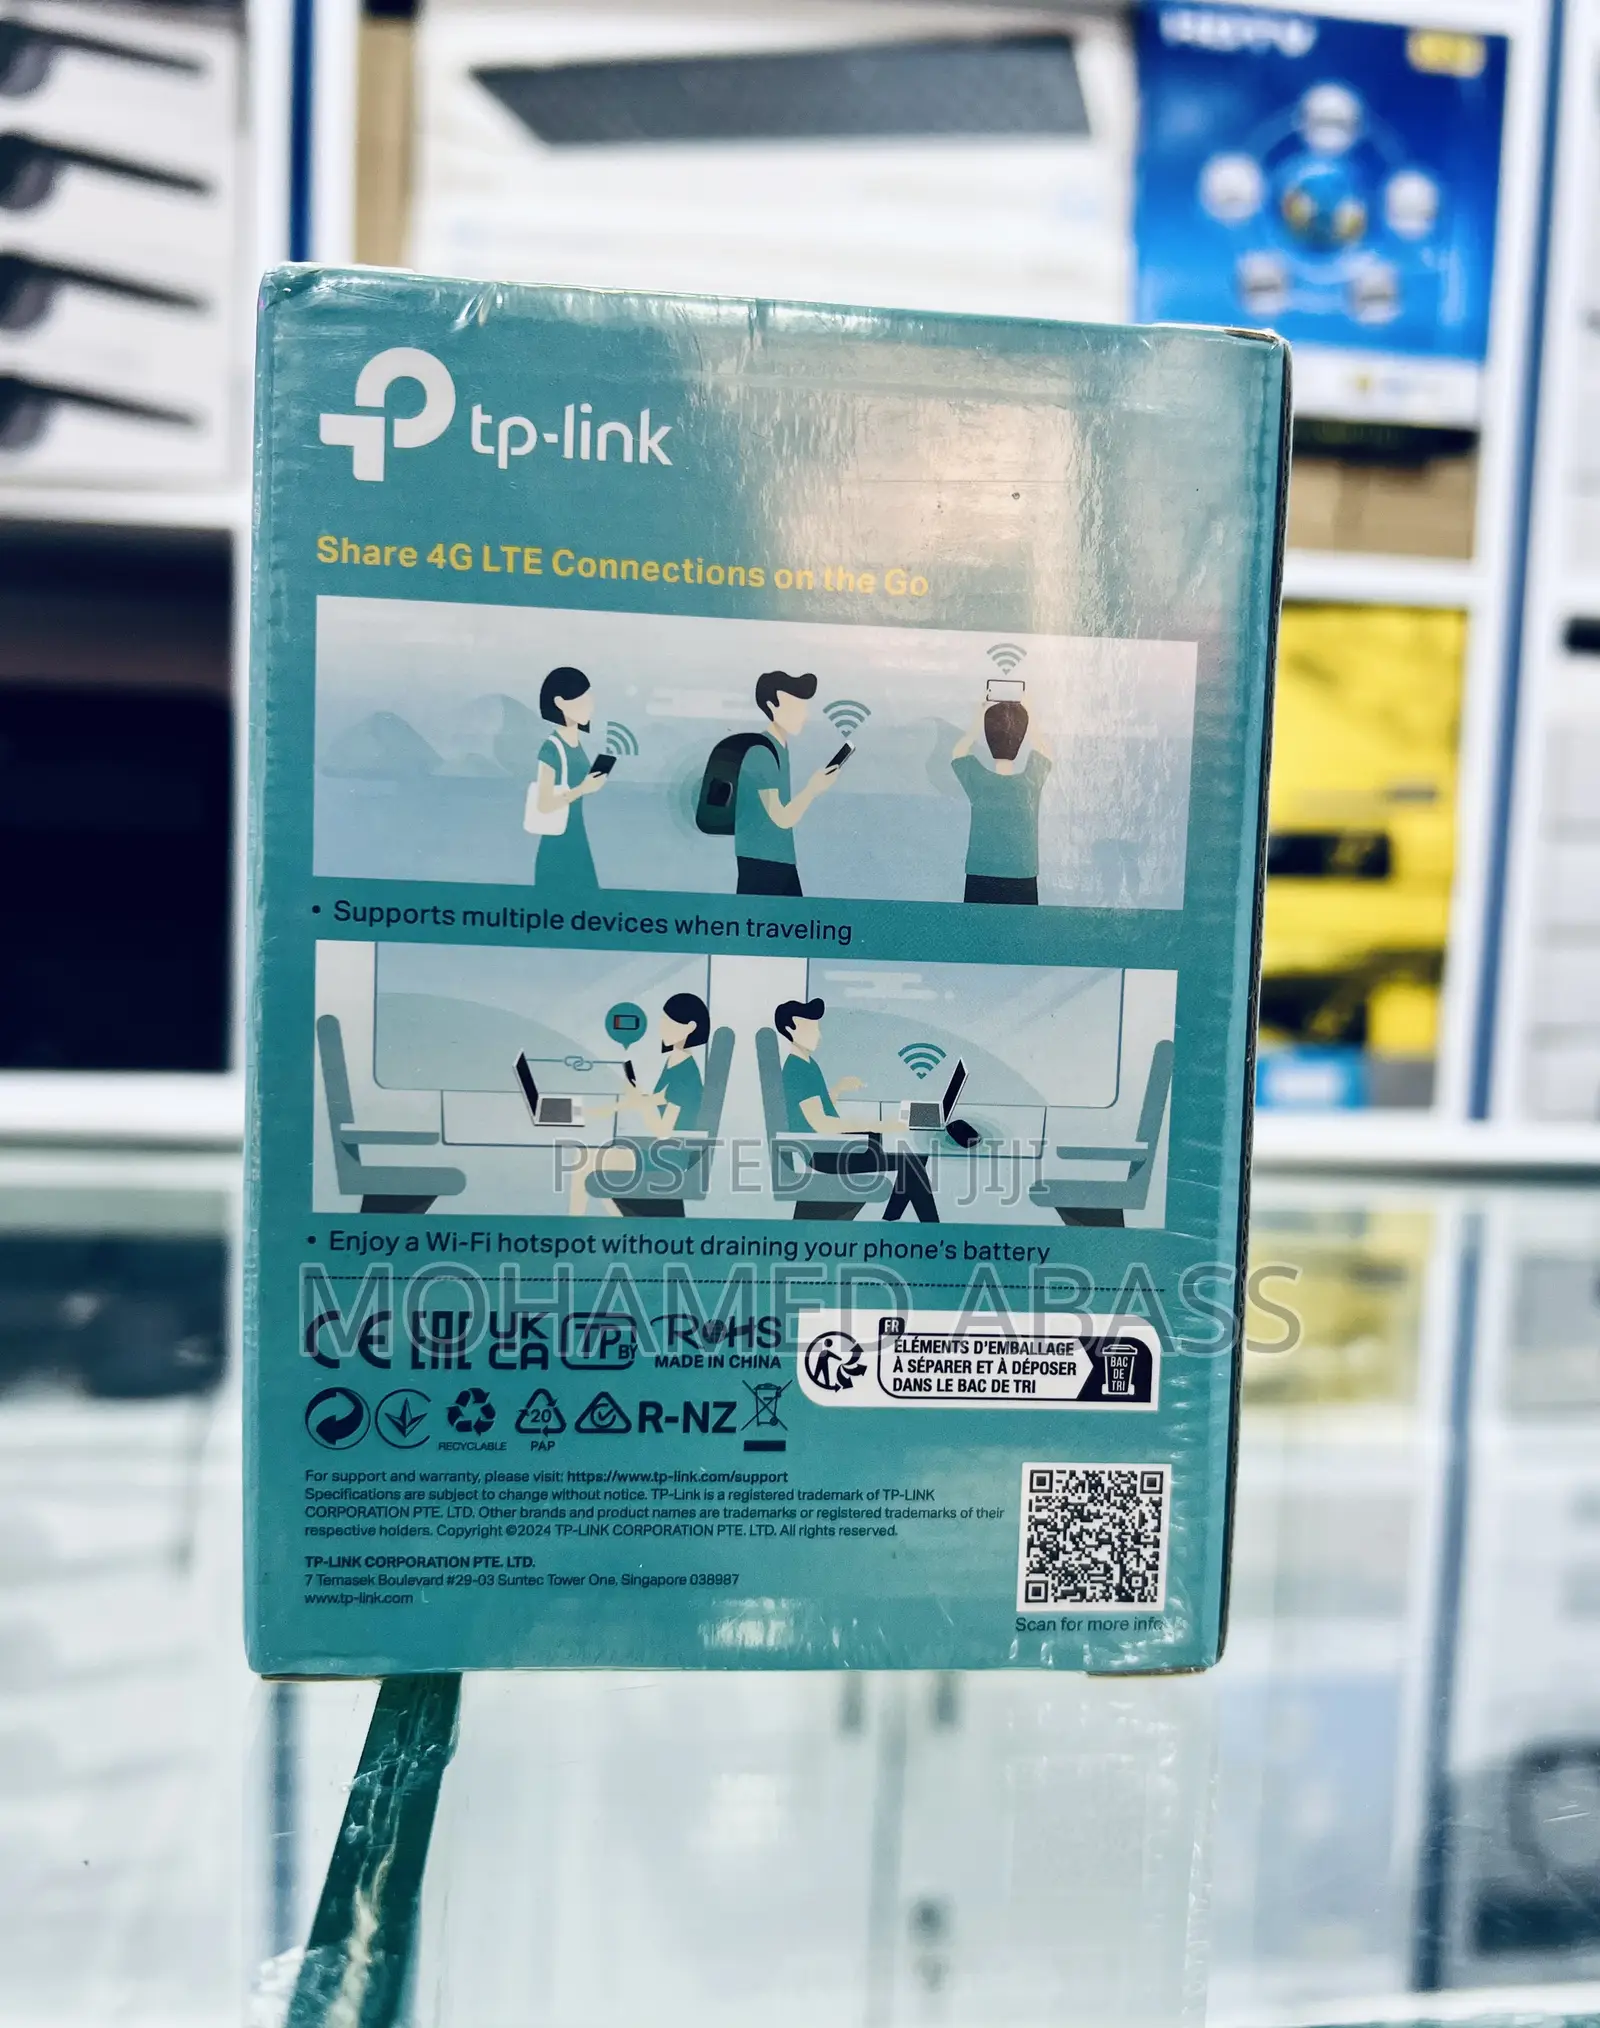 tp-link
Share 4G LTE Connections on the Go
• Supports multiple devices when traveling
• Enjoy a Wi-Fi hotspot without draining your phone's battery
POSTED ON JIJI
MOHAMED ABASS
CE EAC UK CA TP BY RoHS
MADE IN CHINA
FR
ÉLÉMENTS D'EMBALLAGE
À SÉPARER ET À DÉPOSER
DANS LE BAC DE TRI
BAC
DE
TRI
RECYCLABLE
20
PAP
R-NZ
For support and warranty, please visit: https://www.tp-link.com/support
Specifications are subject to change without notice. TP-Link is a registered trademark of TP-LINK
CORPORATION PTE. LTD. Other brands and product names are trademarks or registered trademarks of their
respective holders. Copyright ©2024 TP-LINK CORPORATION PTE. LTD. All rights reserved.
TP-LINK CORPORATION PTE. LTD.
7 Temasek Boulevard #29-03 Suntec Tower One, Singapore 038987
www.tp-link.com
Scan for more info